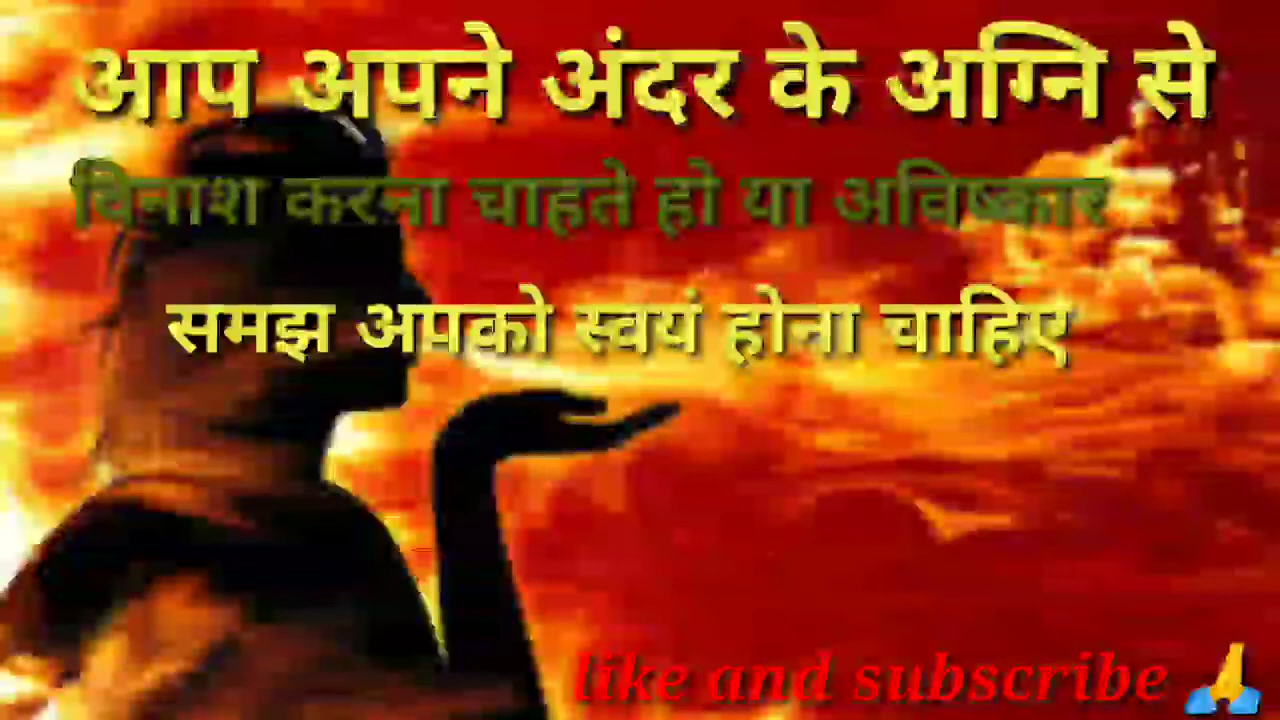 आप अपने अंदर के अग्नि से
विनाश करना चाहते हो या अविष्कार
समझ अपको स्वयं होना चाहिए
like and subscribe 🙏